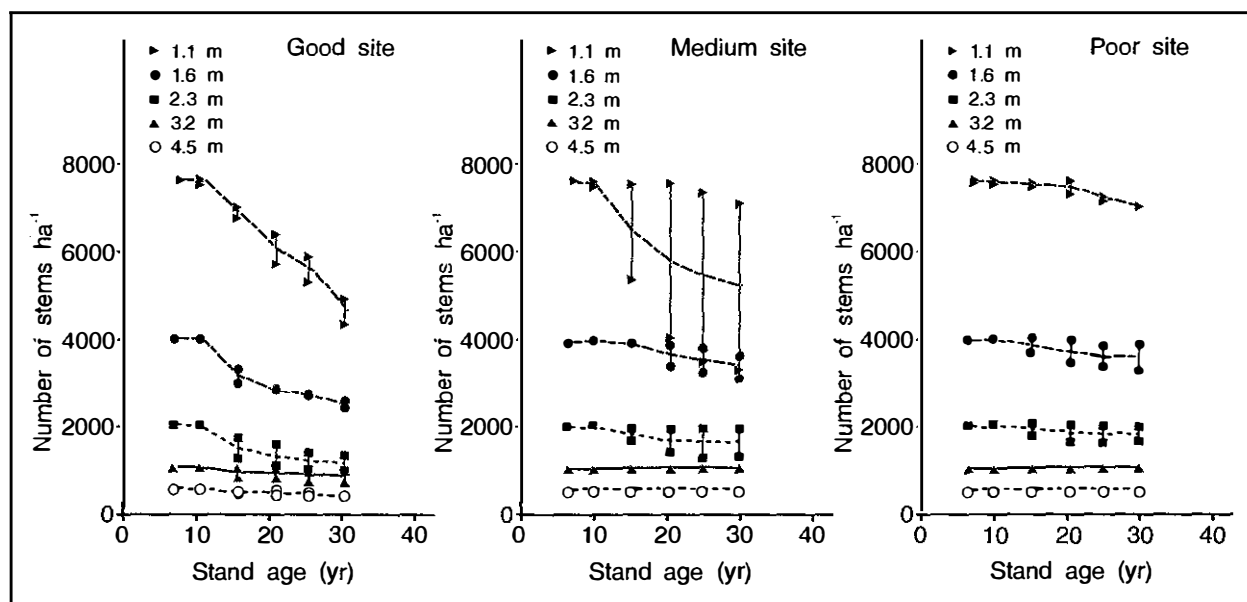 Good site
1.1 m
1.6 m
2.3 m
3.2 m
4.5 m
8000
6000
4000
2000
0
Number of stems ha⁻¹
0 10 20 30 40
Stand age (yr)
Medium site
1.1 m
1.6 m
2.3 m
3.2 m
4.5 m
8000
6000
4000
2000
0
Number of stems ha⁻¹
0 10 20 30 40
Stand age (yr)
Poor site
1.1 m
1.6 m
2.3 m
3.2 m
4.5 m
8000
6000
4000
2000
0
Number of stems ha⁻¹
0 10 20 30 40
Stand age (yr)